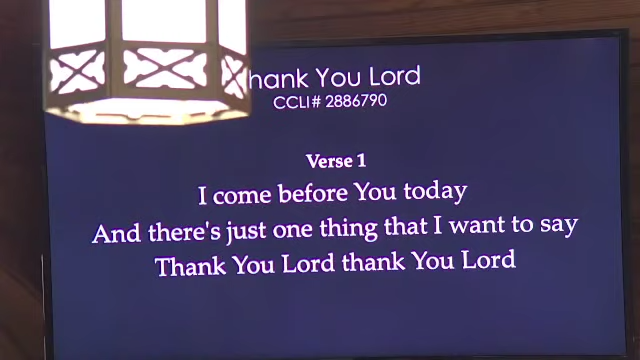 hank You Lord
CCLI# 2886790
Verse 1
I come before You today
And there's just one thing that I want to say
Thank You Lord thank You Lord